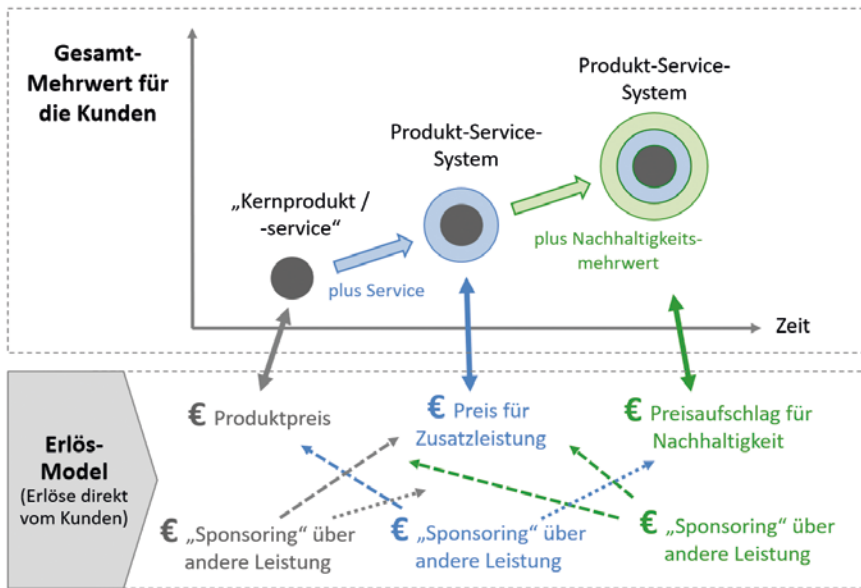 Gesamt-
Mehrwert für
die Kunden
Produkt-Service-
System
Produkt-Service-
System
„Kernprodukt /
-service“
plus Service
plus Nachhaltigkeits-
mehrwert
Zeit
Erlös-
Model
(Erlöse direkt
vom Kunden)
€ Produktpreis
€ Preis für
Zusatzleistung
€ Preisaufschlag für
Nachhaltigkeit
€ „Sponsoring“ über
andere Leistung
€ „Sponsoring“ über
andere Leistung
€ „Sponsoring“ über
andere Leistung